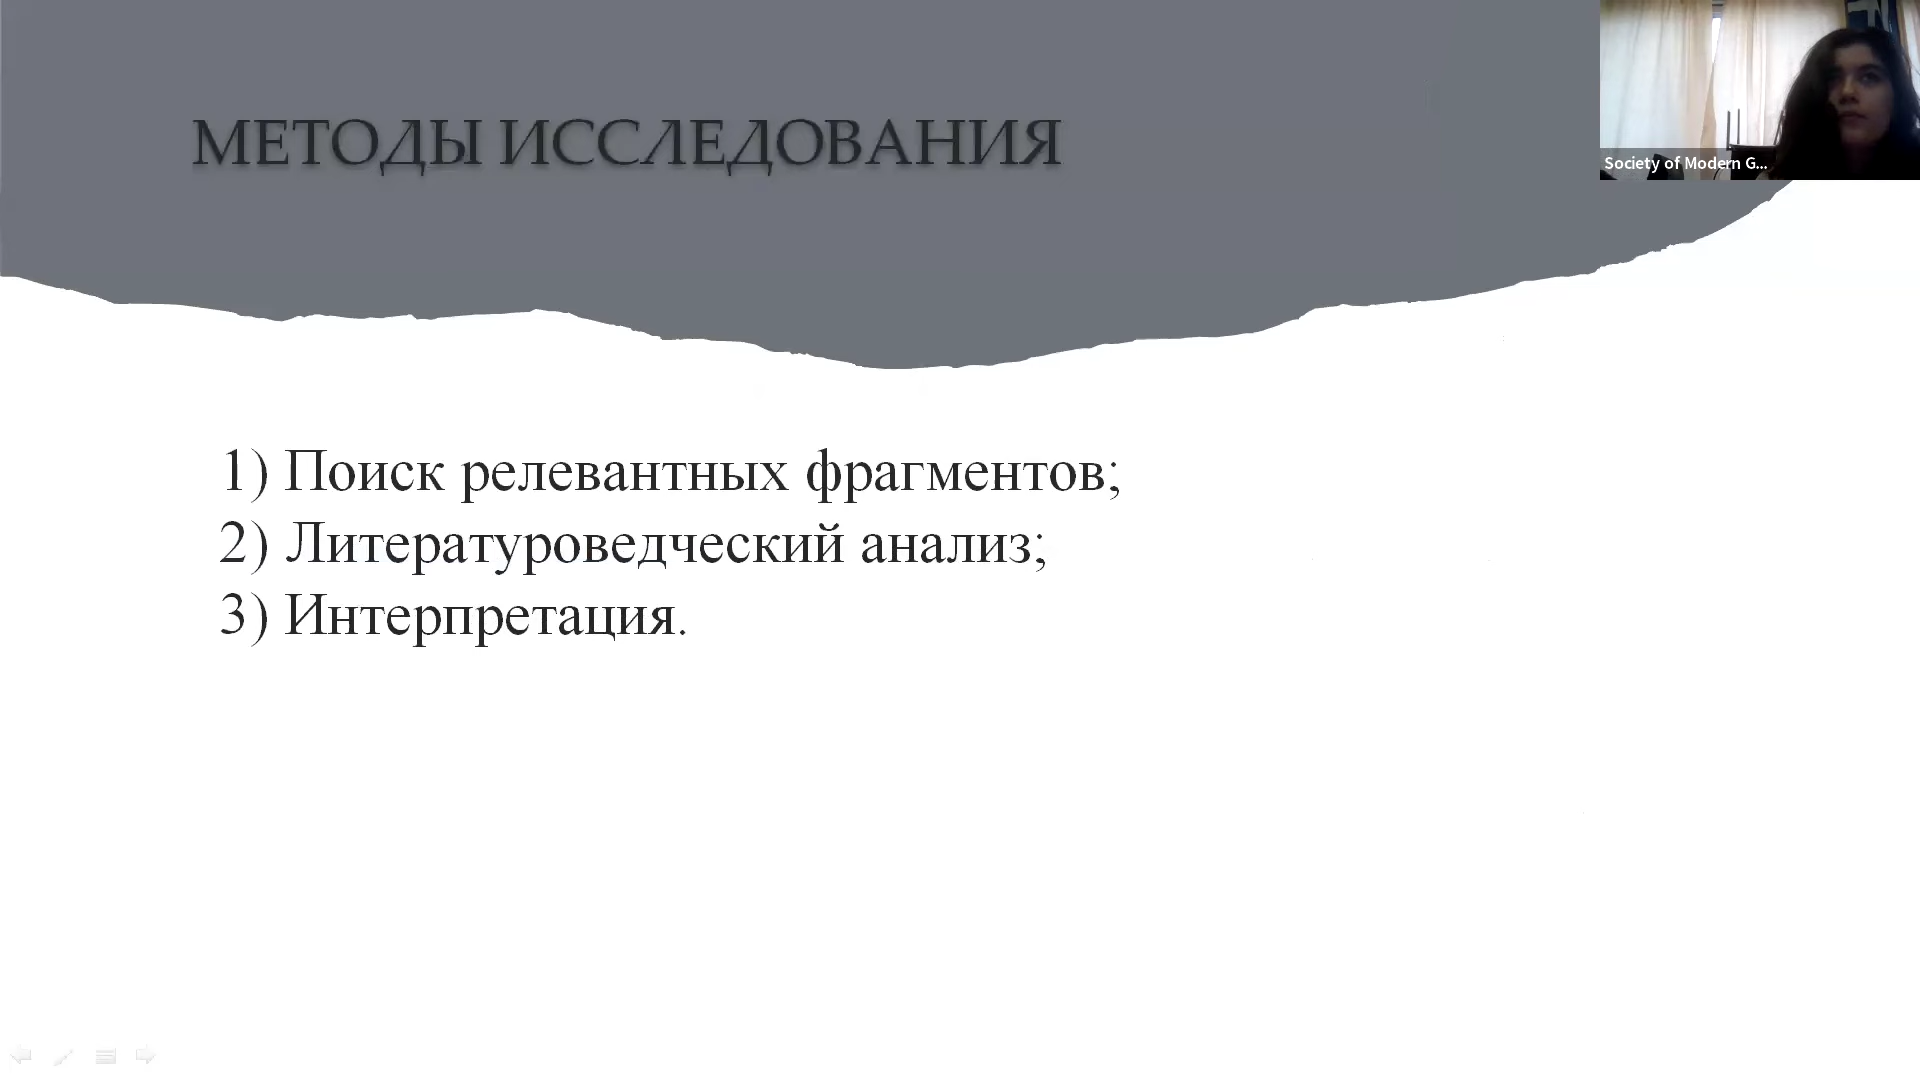 МЕТОДЫ ИССЛЕДОВАНИЯ
Society of Modern G...
1) Поиск релевантных фрагментов;
2) Литературоведческий анализ;
3) Интерпретация.